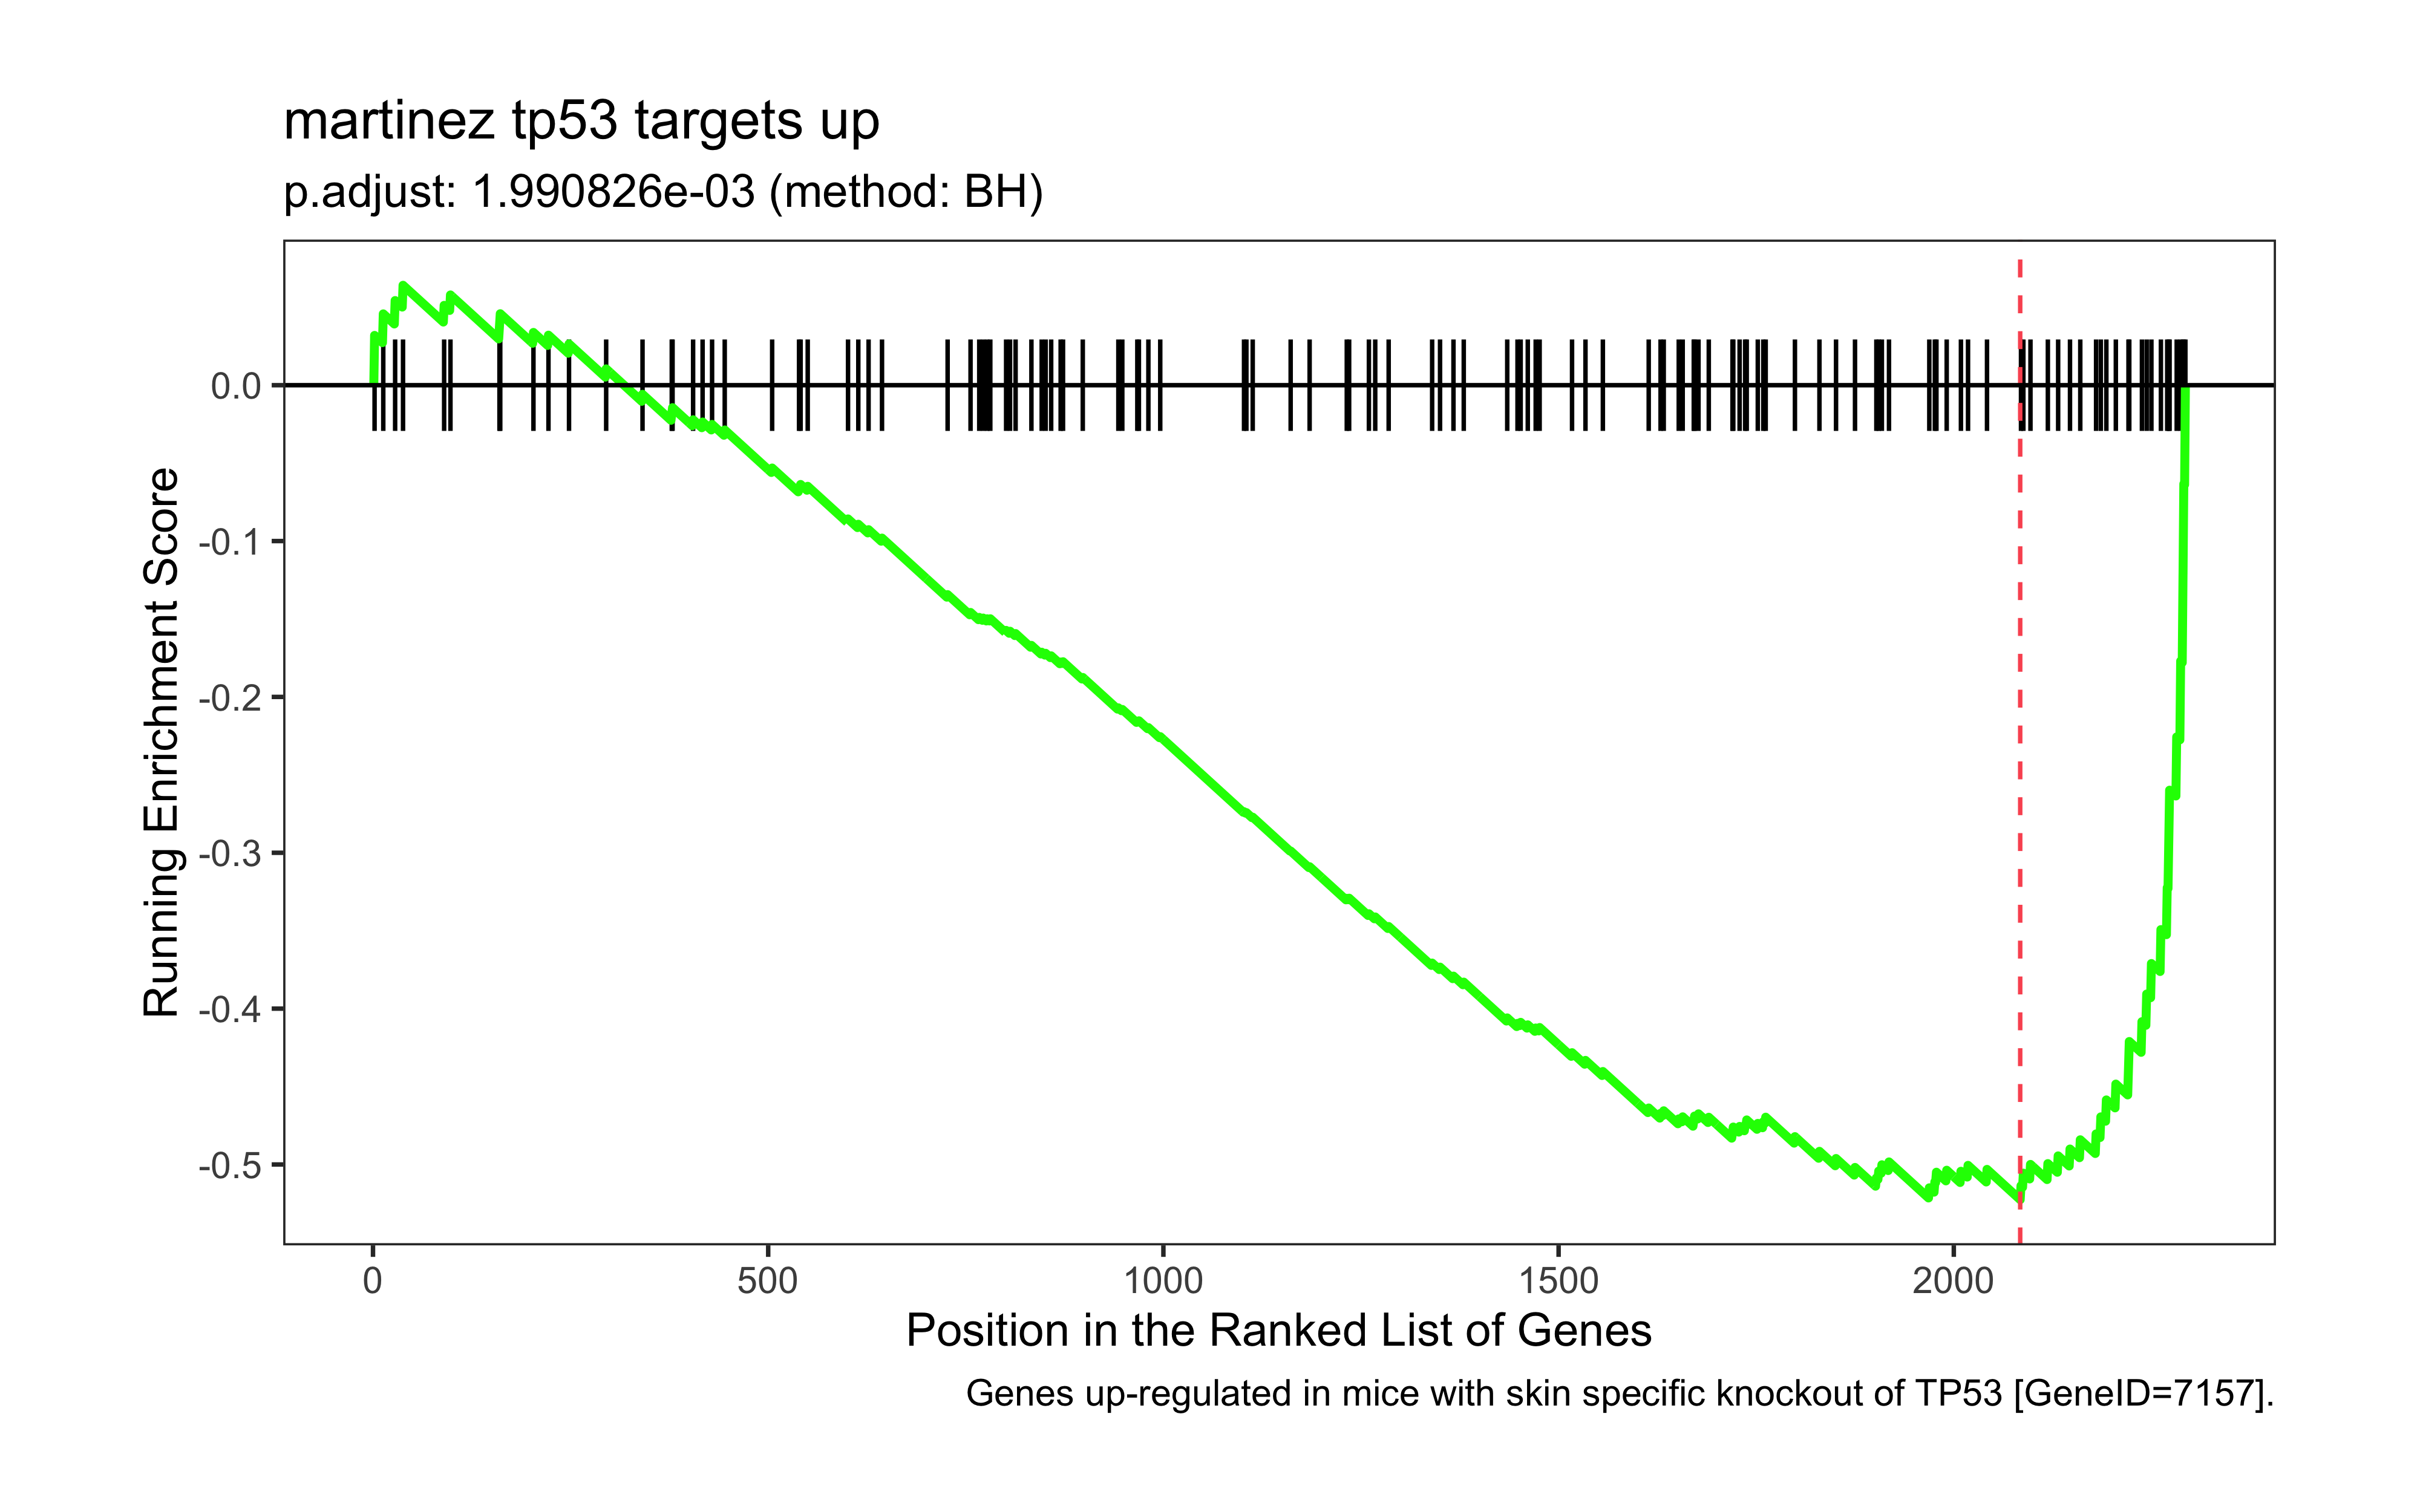 martinez tp53 targets up
p.adjust: 1.990826e-03 (method: BH)
Running Enrichment Score
0.0
-0.1
-0.2
-0.3
-0.4
-0.5
0 500 1000 1500 2000
Position in the Ranked List of Genes
Genes up-regulated in mice with skin specific knockout of TP53 [GeneID=7157].